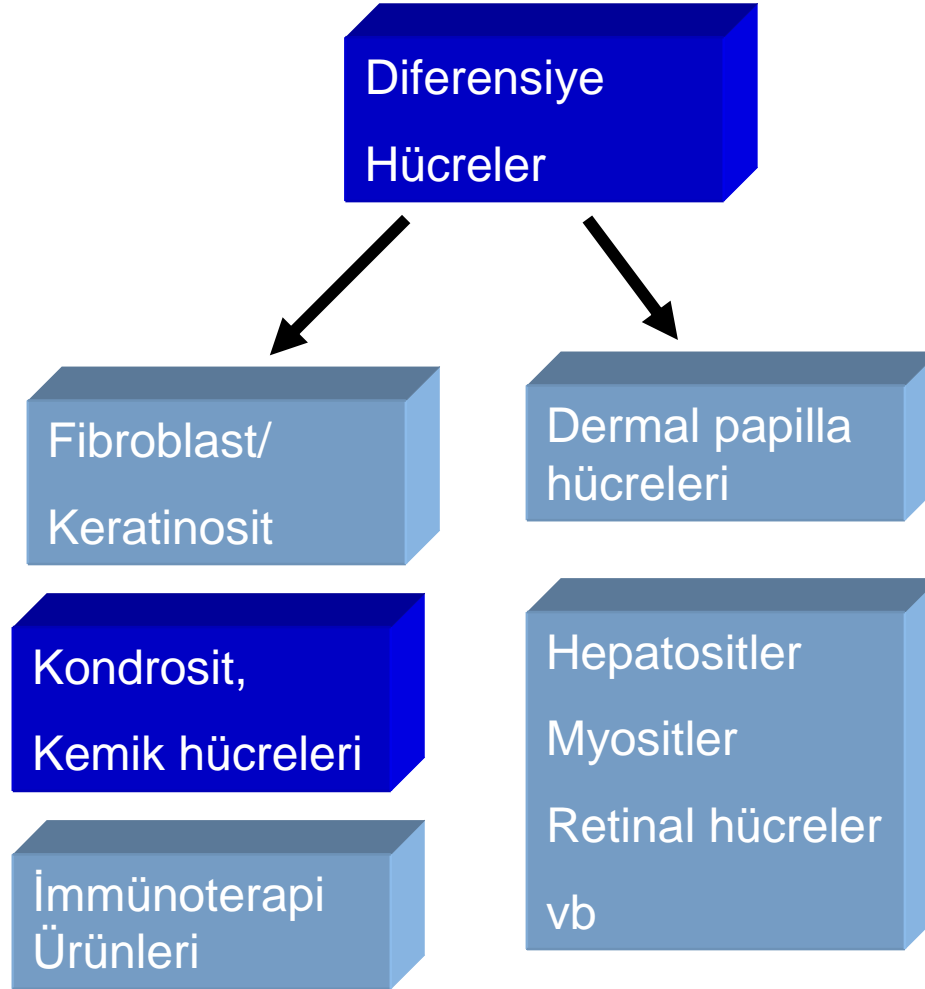 Diferensiye
Hücreler
Fibroblast/
Keratinosit
Kondrosit,
Kemik hücreleri
İmmünoterapi
Ürünleri
Dermal papilla
hücreleri
Hepatositler
Myositler
Retinal hücreler
vb